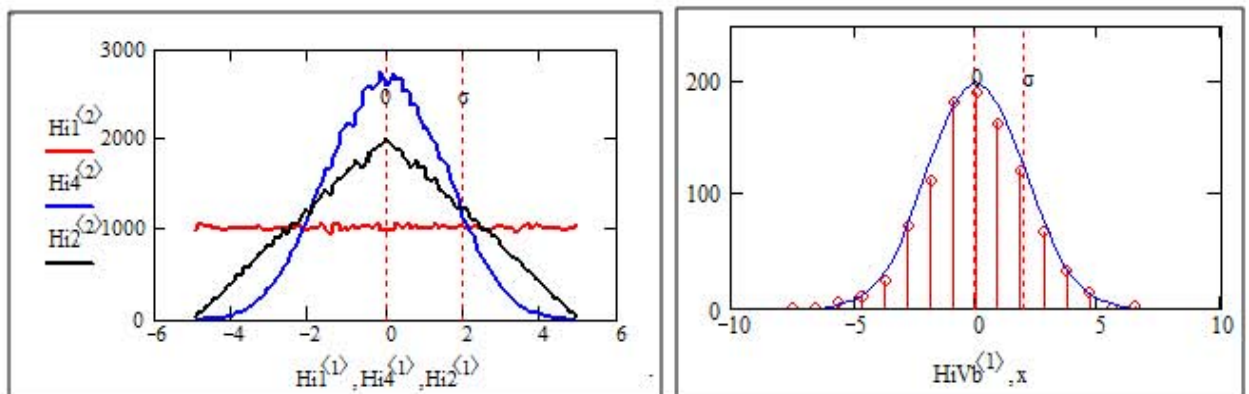 3000
2000
1000
0
Hi1⟨2⟩
Hi4⟨2⟩
Hi2⟨2⟩
0
σ
−6 −4 −2 0 2 4 6
Hi1⟨1⟩ , Hi4⟨1⟩ , Hi2⟨1⟩
200
100
0
0
σ
−10 −5 0 5 10
HiVb⟨1⟩ , x